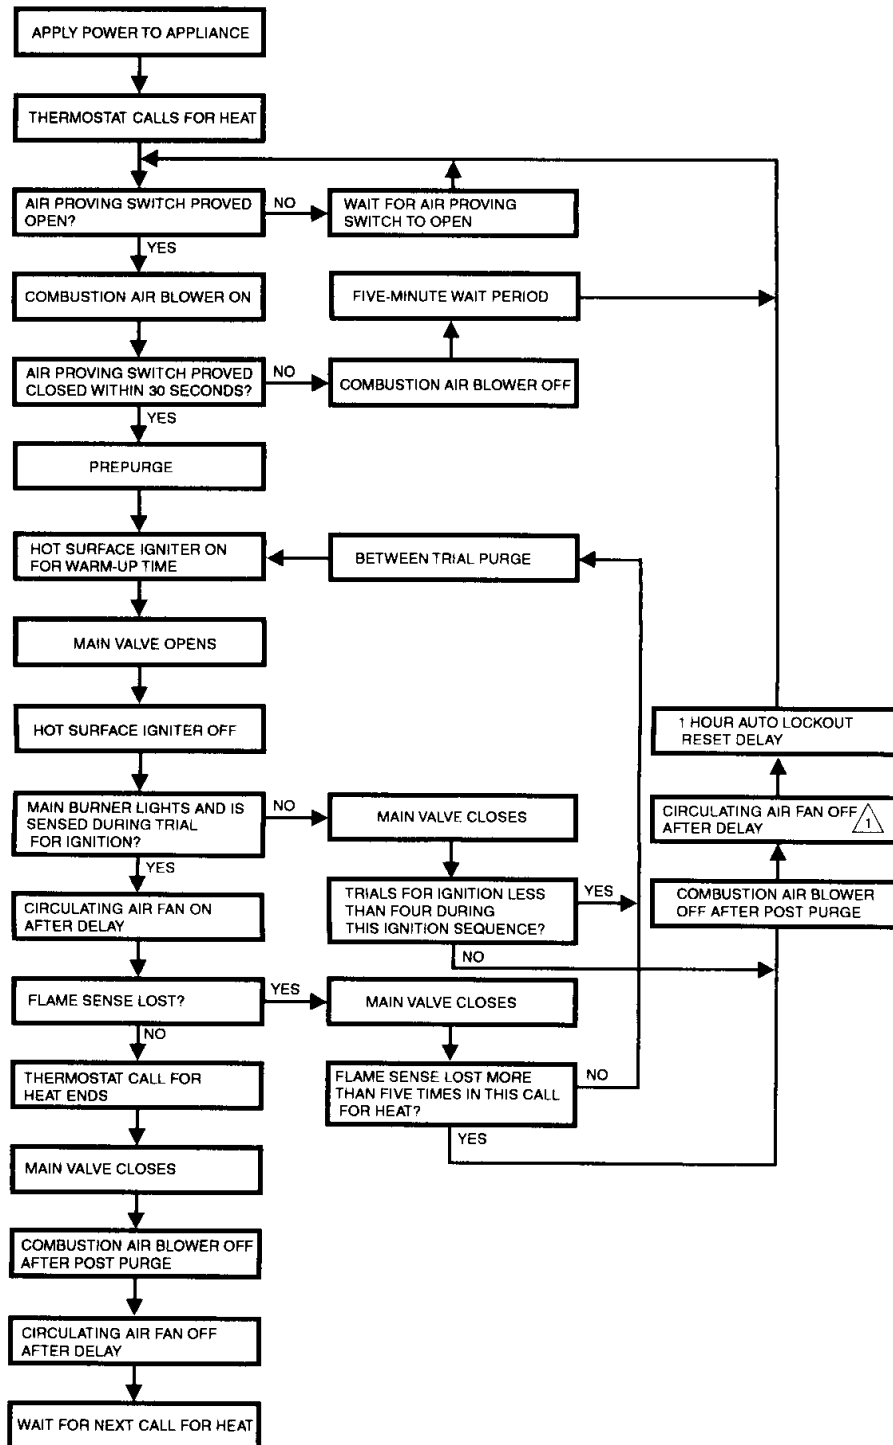 APPLY POWER TO APPLIANCE
THERMOSTAT CALLS FOR HEAT
AIR PROVING SWITCH PROVED
OPEN?
NO
WAIT FOR AIR PROVING
SWITCH TO OPEN
YES
COMBUSTION AIR BLOWER ON
FIVE-MINUTE WAIT PERIOD
AIR PROVING SWITCH PROVED
CLOSED WITHIN 30 SECONDS?
NO
COMBUSTION AIR BLOWER OFF
YES
PREPURGE
HOT SURFACE IGNITER ON
FOR WARM-UP TIME
BETWEEN TRIAL PURGE
MAIN VALVE OPENS
HOT SURFACE IGNITER OFF
1 HOUR AUTO LOCKOUT
RESET DELAY
MAIN BURNER LIGHTS AND IS
SENSED DURING TRIAL
FOR IGNITION?
NO
MAIN VALVE CLOSES
CIRCULATING AIR FAN OFF
AFTER DELAY
1
YES
CIRCULATING AIR FAN ON
AFTER DELAY
TRIALS FOR IGNITION LESS
THAN FOUR DURING
THIS IGNITION SEQUENCE?
YES
COMBUSTION AIR BLOWER
OFF AFTER POST PURGE
NO
FLAME SENSE LOST?
YES
MAIN VALVE CLOSES
NO
THERMOSTAT CALL FOR
HEAT ENDS
FLAME SENSE LOST MORE
THAN FIVE TIMES IN THIS CALL
FOR HEAT?
NO
YES
MAIN VALVE CLOSES
COMBUSTION AIR BLOWER OFF
AFTER POST PURGE
CIRCULATING AIR FAN OFF
AFTER DELAY
WAIT FOR NEXT CALL FOR HEAT